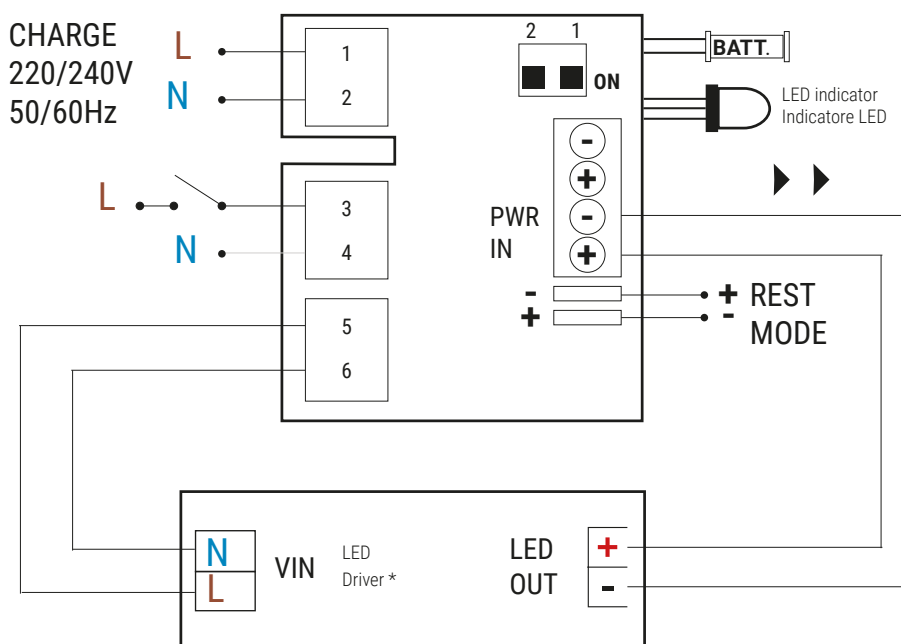 CHARGE
220/240V
50/60Hz
L
N
1
2
2 1
ON
BATT.
LED indicator
Indicatore LED
L
N
3
4
PWR
IN
-
+
-
+
- + REST
+ - MODE
5
6
N
L
VIN
LED
Driver *
LED
OUT
+
-